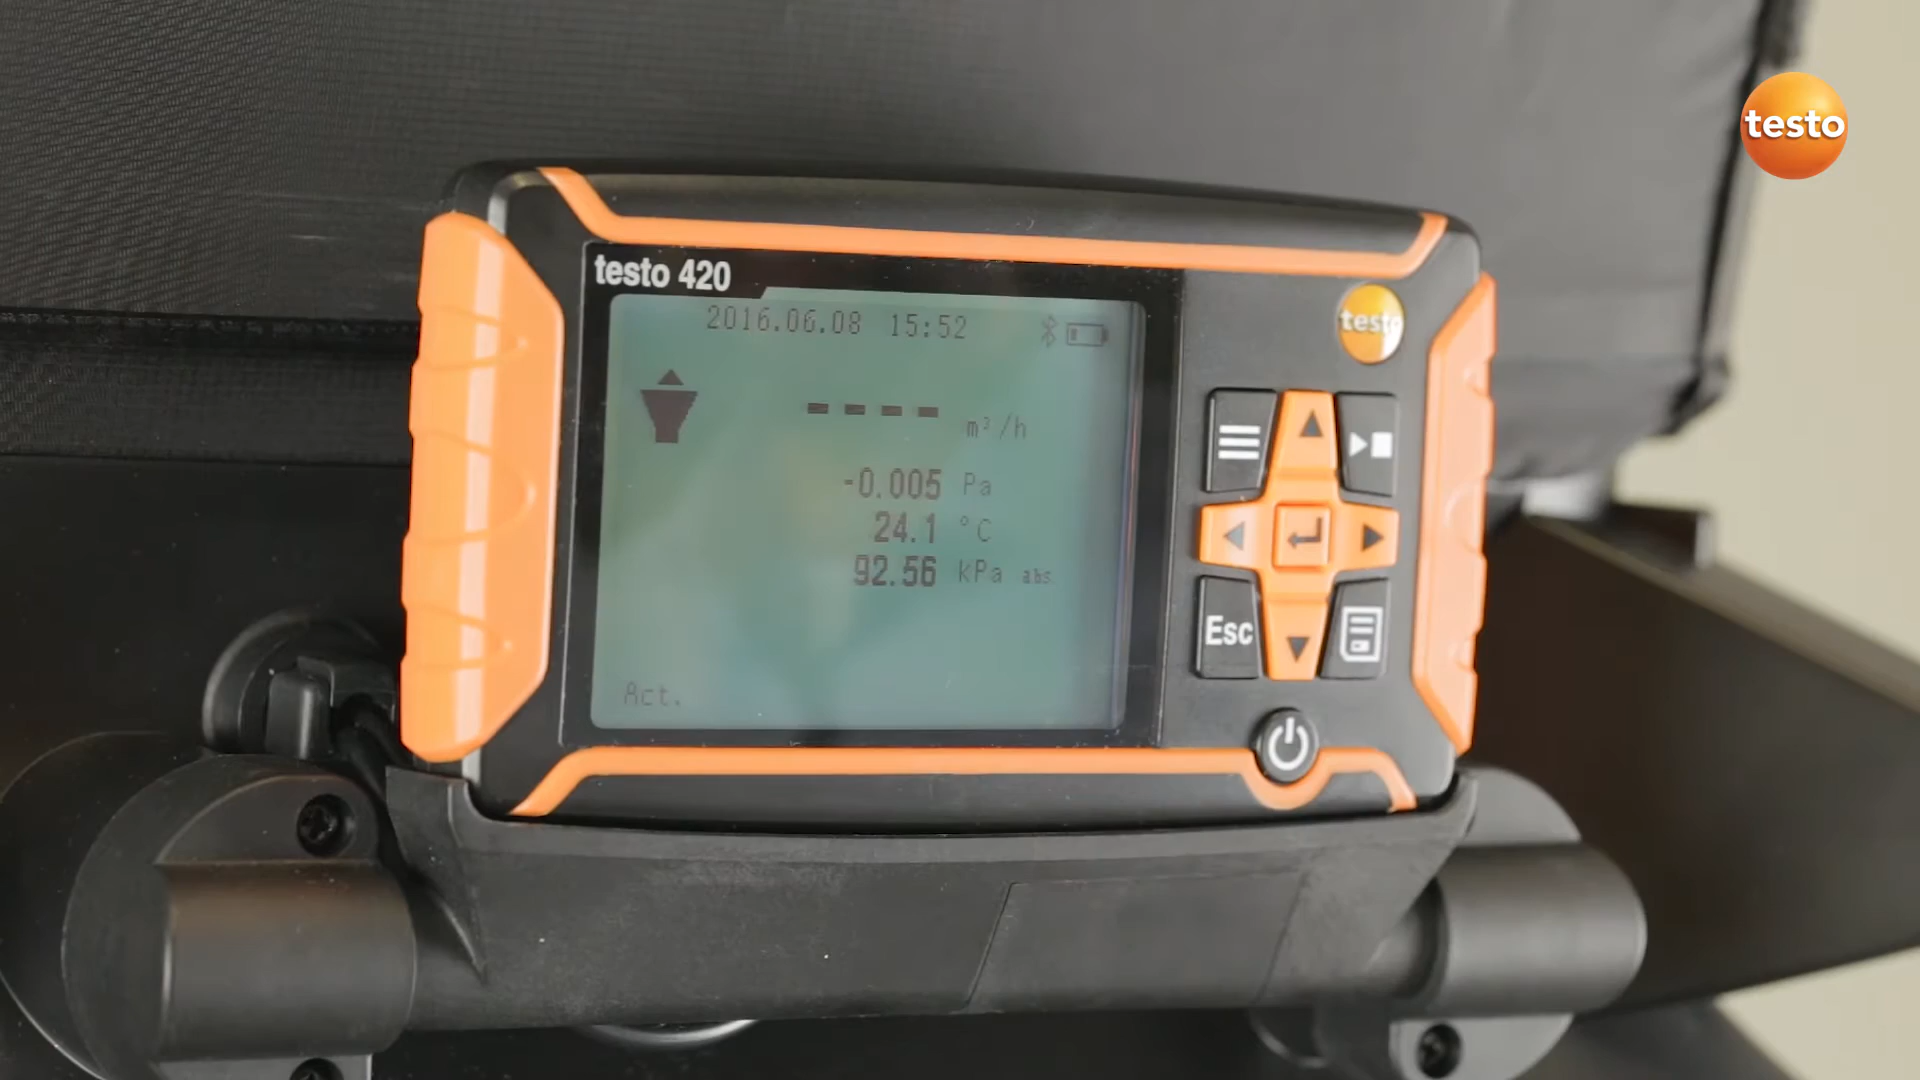 testo
testo 420
2016.06.08 15:52
testo
---- m³/h
-0.005 Pa
24.1 °C
92.56 kPa abs.
Esc
Act.